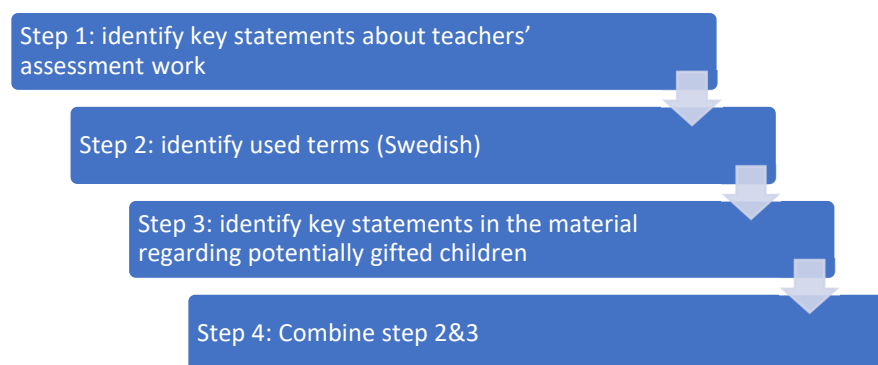 Step 1: identify key statements about teachers’
assessment work
Step 2: identify used terms (Swedish)
Step 3: identify key statements in the material
regarding potentially gifted children
Step 4: Combine step 2&3